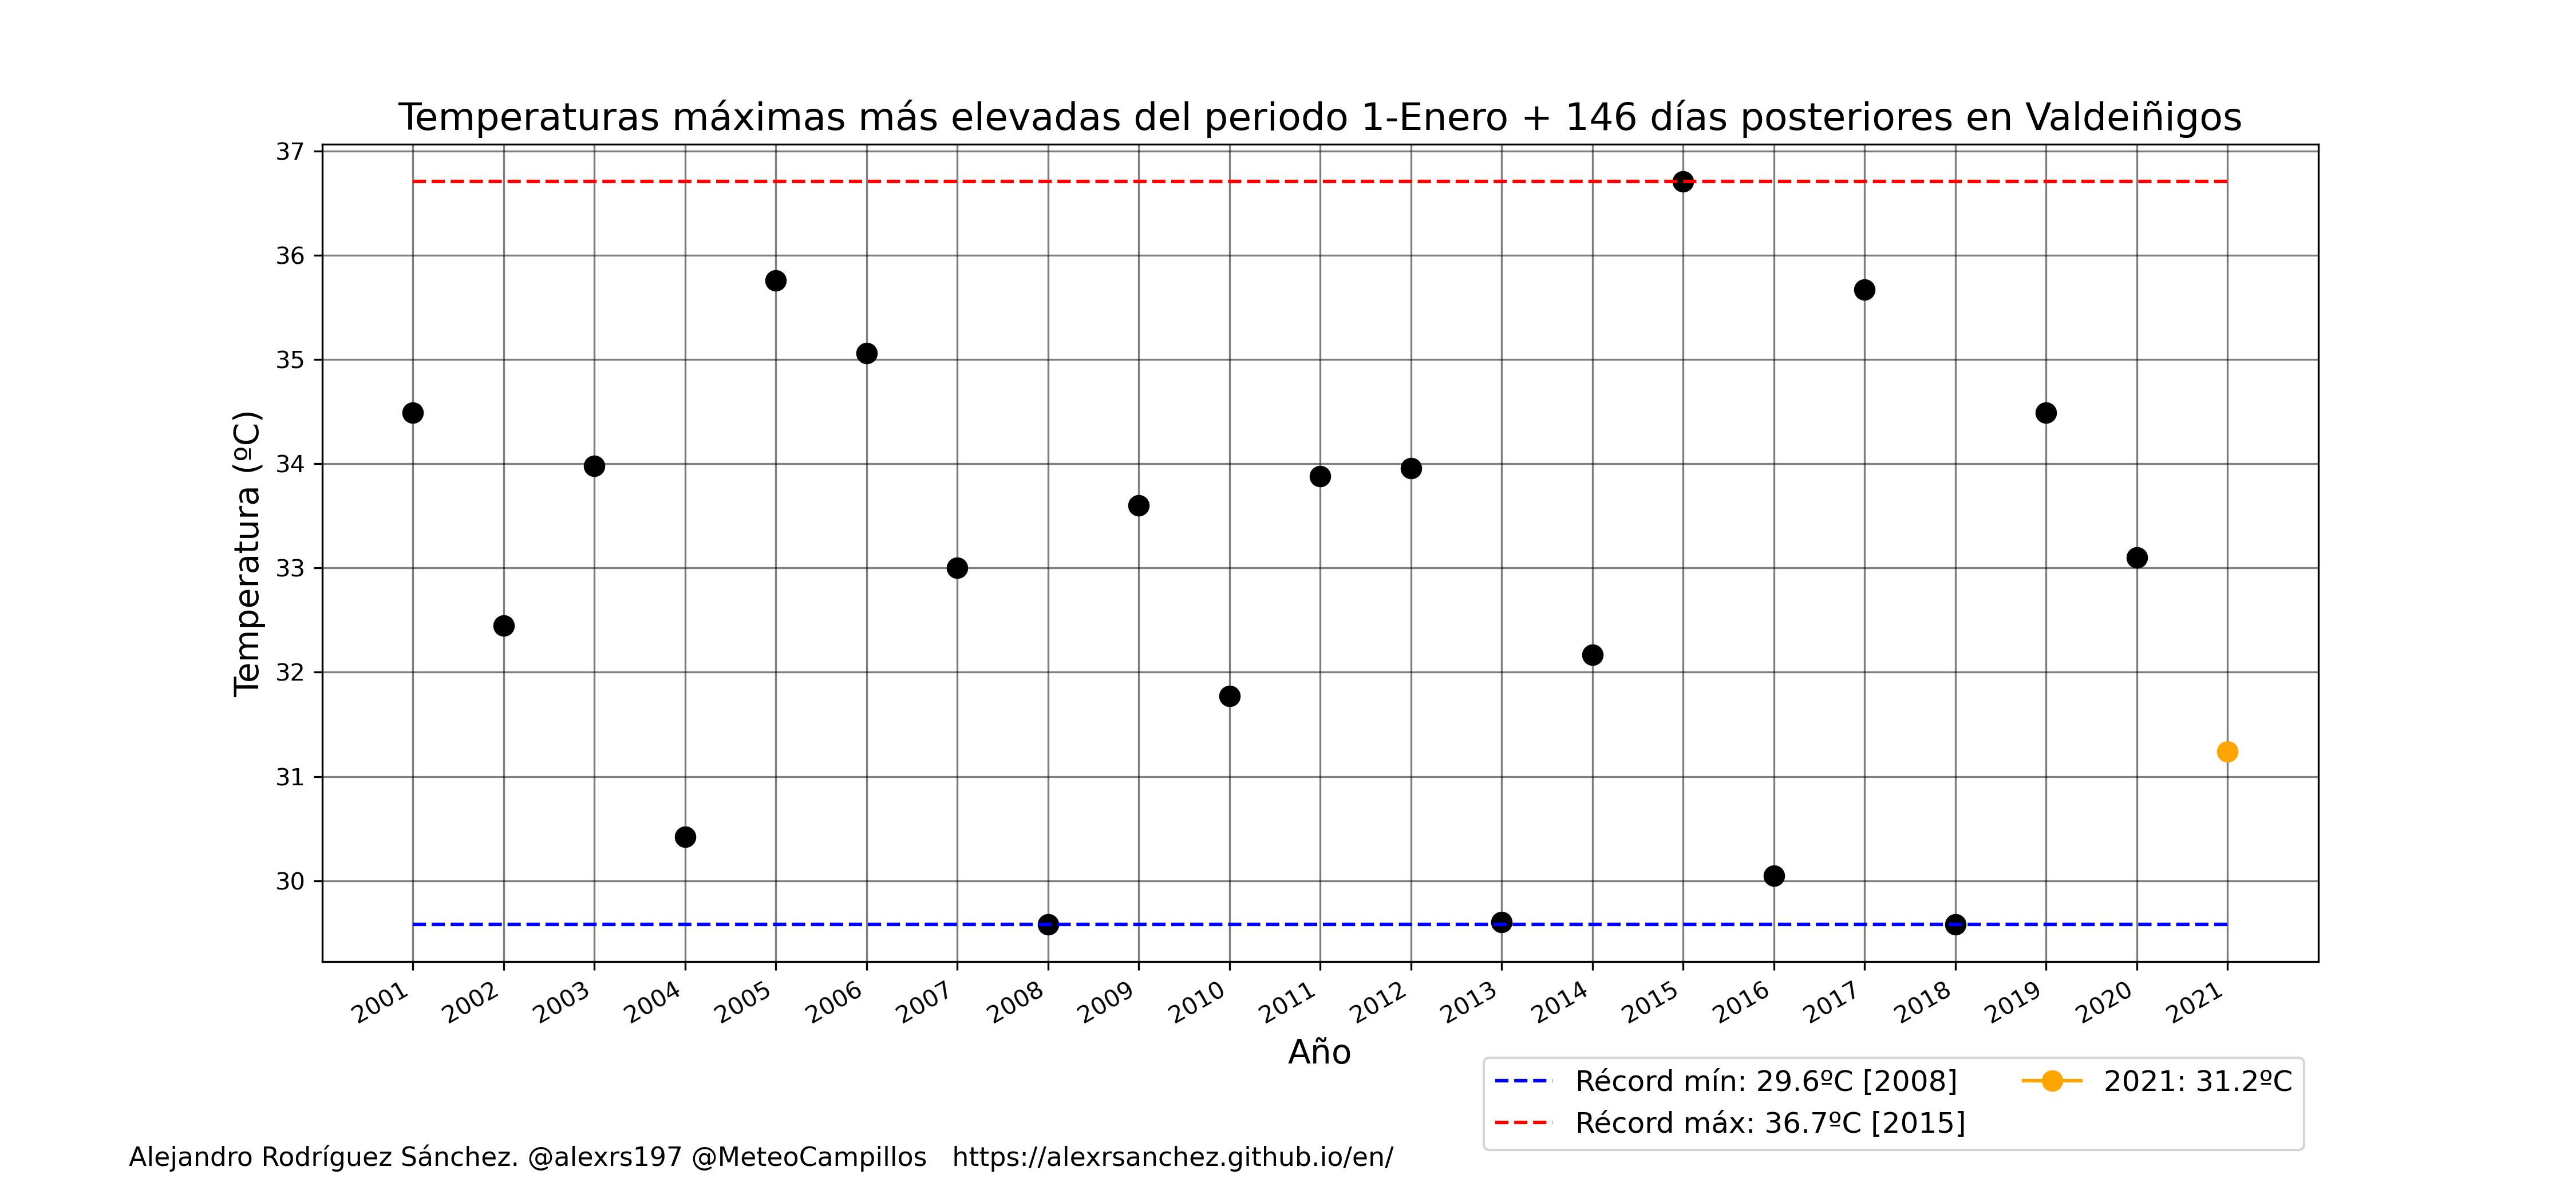 Temperaturas máximas más elevadas del periodo 1-Enero + 146 días posteriores en Valdeiñigos
37
36
35
34
33
32
31
30
Temperatura (ºC)
2001 2002 2003 2004 2005 2006 2007 2008 2009 2010 2011 2012 2013 2014 2015 2016 2017 2018 2019 2020 2021
Año
Récord mín: 29.6ºC [2008]
Récord máx: 36.7ºC [2015]
2021: 31.2ºC
Alejandro Rodríguez Sánchez. @alexrs197 @MeteoCampillos https://alexrsanchez.github.io/en/